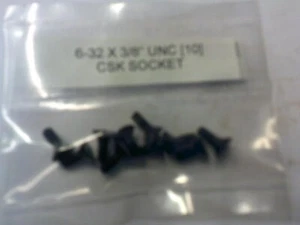 6-32 X 3/8" UNC [10]
CSK SOCKET